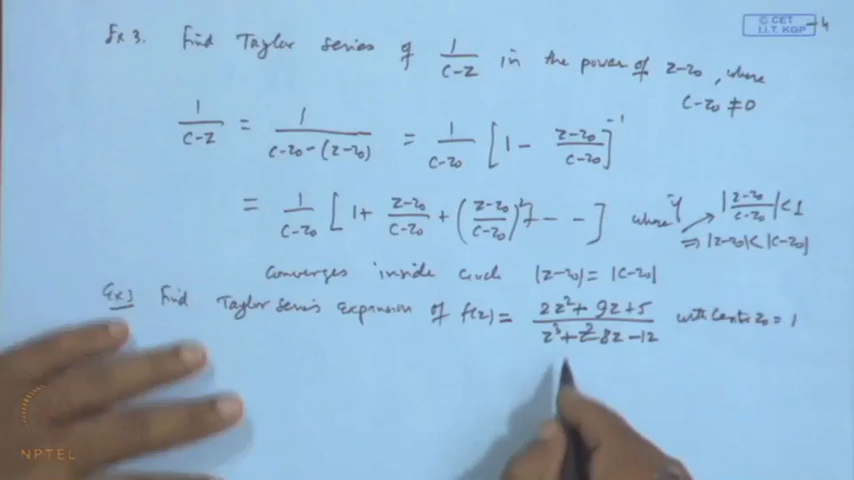 © CET
I.I.T. KGP
Ex 3. Find Taylor series of 1/(c-z) in the power of z-z₀, where
c-z₀ ≠ 0
1/(c-z) = 1/(c-z₀-(z-z₀)) = 1/(c-z₀) [1 - (z-z₀)/(c-z₀)]⁻¹
= 1/(c-z₀) [1 + (z-z₀)/(c-z₀) + ((z-z₀)/(c-z₀))² + - - -] where if |(z-z₀)/(c-z₀)| < 1
⇒ |z-z₀| < |c-z₀|
Converges inside circle |z-z₀| = |c-z₀|
Ex 3 Find Taylor series expansion of f(z) = (2z²+9z+5)/(z³+z²-8z-12) with centre z₀ = 1
NPTEL